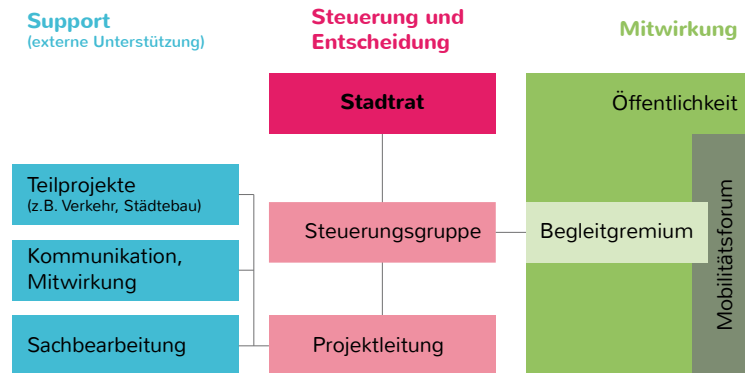 Support
(externe Unterstützung)
Steuerung und
Entscheidung
Mitwirkung
Stadtrat
Öffentlichkeit
Teilprojekte
(z.B. Verkehr, Städtebau)
Steuerungsgruppe
Begleitgremium
Mobilitätsforum
Kommunikation,
Mitwirkung
Sachbearbeitung
Projektleitung